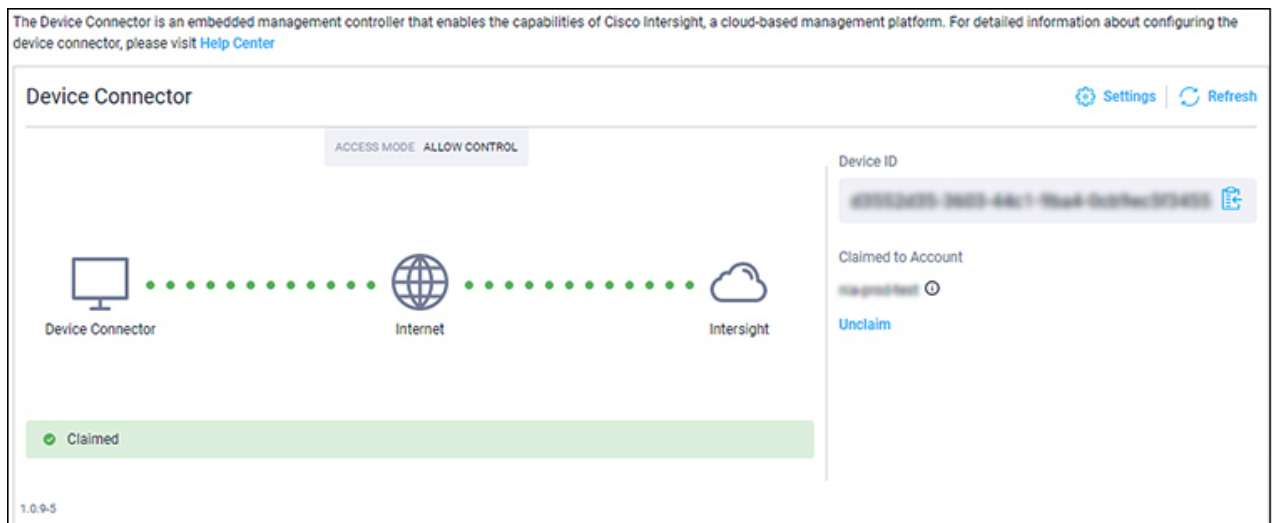 The Device Connector is an embedded management controller that enables the capabilities of Cisco Intersight, a cloud-based management platform. For detailed information about configuring the
device connector, please visit Help Center
Device Connector
Settings
Refresh
ACCESS MODE ALLOW CONTROL
Device Connector
Internet
Intersight
Claimed
1.0.9-5
Device ID
Claimed to Account
Unclaim